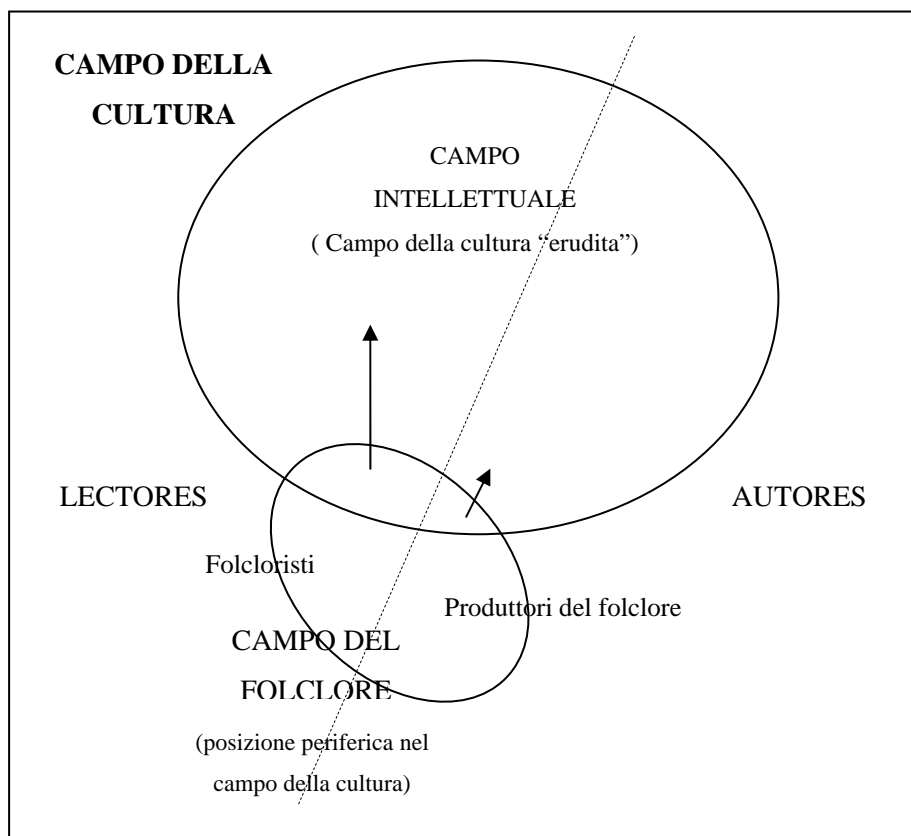 CAMPO DELLA
CULTURA
CAMPO
INTELLETTUALE
( Campo della cultura “erudita”)
LECTORES
AUTORES
Folcloristi
Produttori del folclore
CAMPO DEL
FOLCLORE
(posizione periferica nel
campo della cultura)